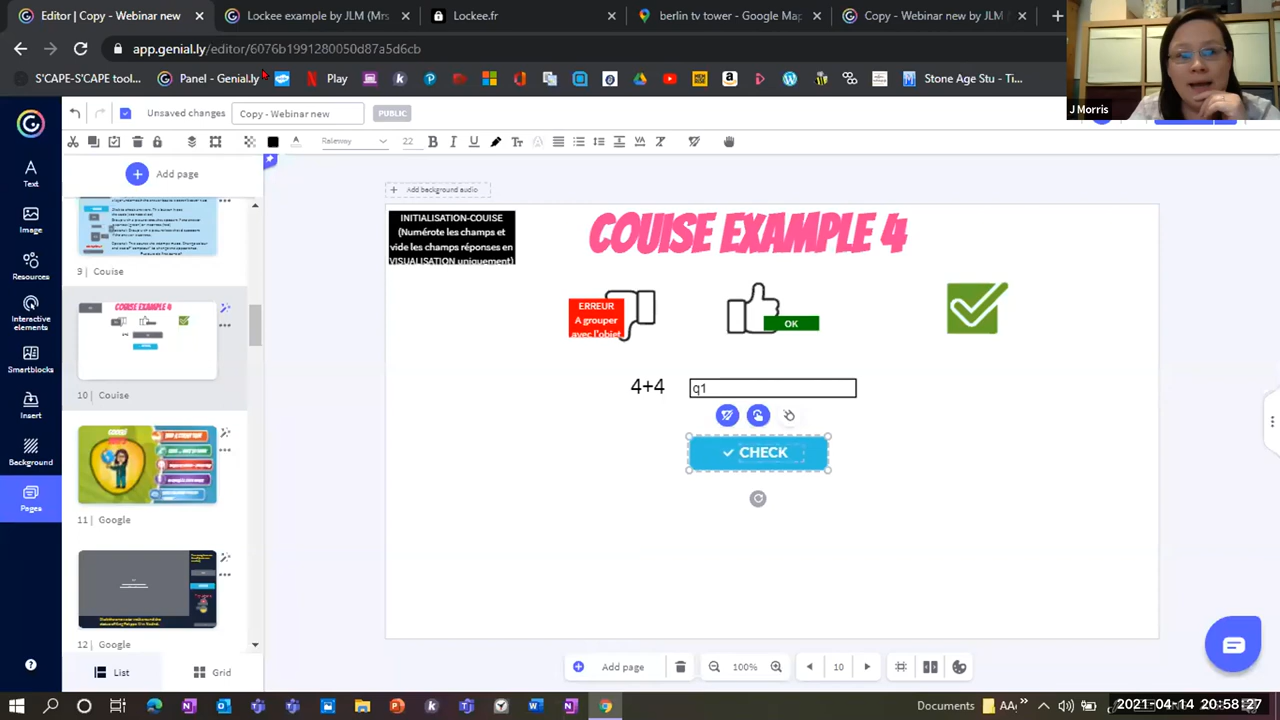 Editor | Copy - Webinar new
Lockee example by JLM (Mrs
Lockee.fr
berlin tv tower - Google Map
Copy - Webinar new by JLM
app.genial.ly/editor/6076b1991280050d87a5d6cb
S'CAPE-S'CAPE tool...
Panel - Genial.ly
Play
Stone Age Stu - T...
J Morris
Unsaved changes
Copy - Webinar new
Raleway
22
Add page
Text
Image
Resources
Interactive
elements
Smartblocks
Insert
Background
Pages
9 | Couise
COUISE EXAMPLE 4
10 | Couise
11 | Google
12 | Google
List
Grid
Add background audio
INITIALISATION-COUISE
(Numérote les champs et
vide les champs réponses en
VISUALISATION uniquement)
COUISE EXAMPLE 4
ERREUR
A grouper
avec l'objet
OK
4+4
q1
CHECK
Add page
100%
10
Documents
2021-04-14 20:58:27